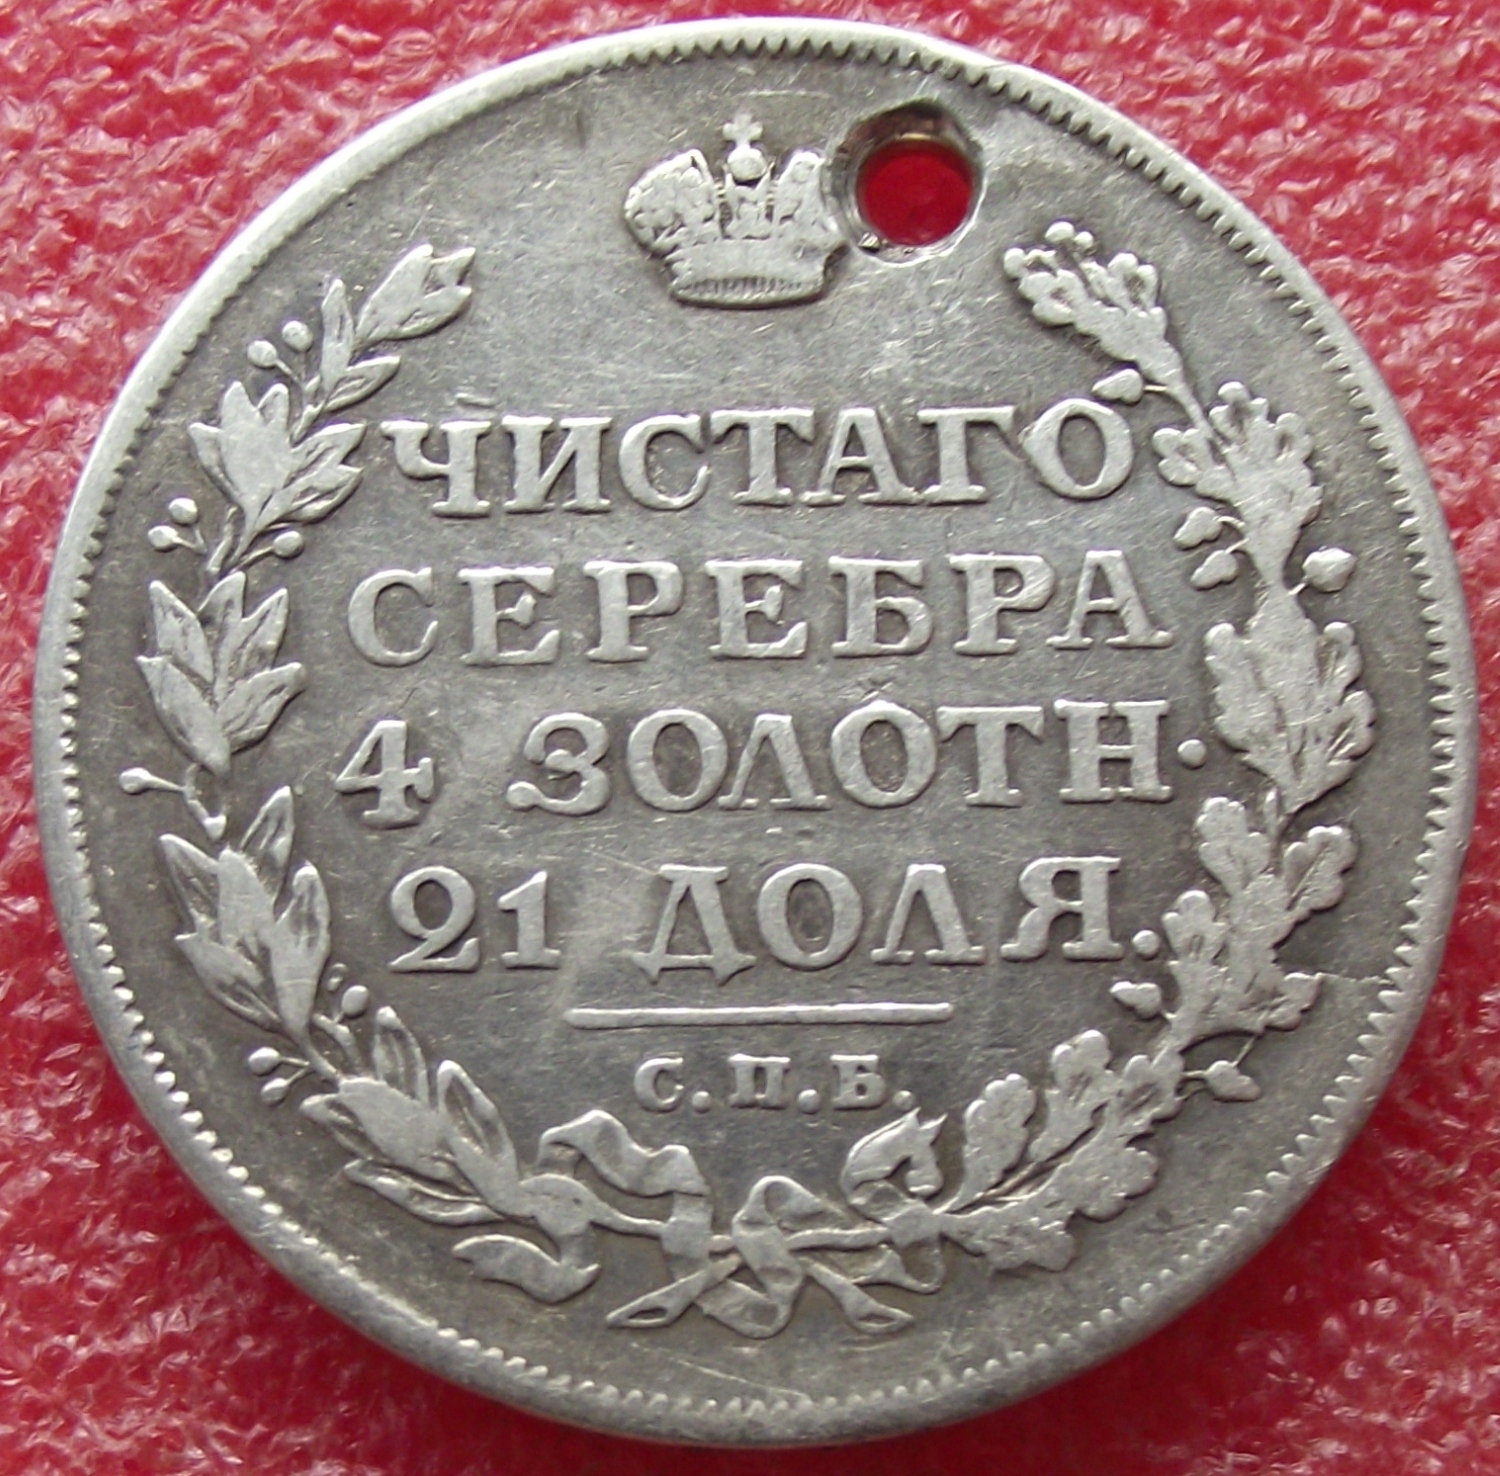 ЧИСТАГО
СЕРЕБРА
4 ЗОЛОТН.
21 ДОЛЯ.
С.П.Б.